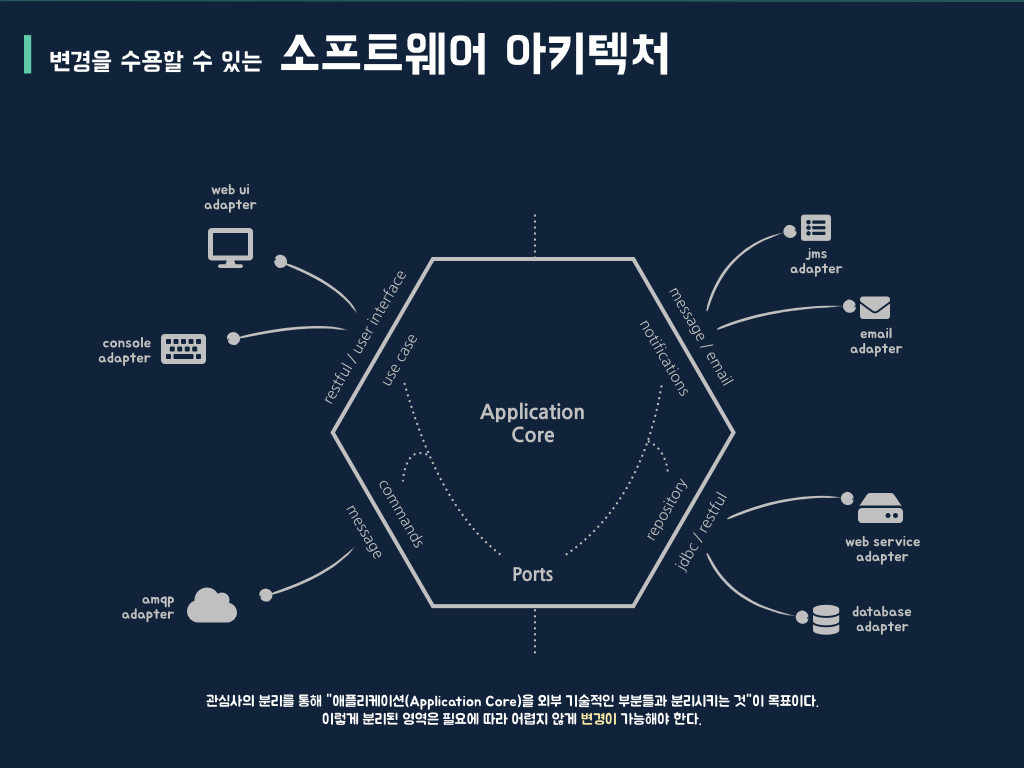 변경을 수용할 수 있는 소프트웨어 아키텍처
web ui
adapter
console
adapter
amqp
adapter
restful / user interface
use case
commands
message
Application
Core
Ports
message / email
notifications
repository
jdbc / restful
jms
adapter
email
adapter
web service
adapter
database
adapter
관심사의 분리를 통해 "애플리케이션(Application Core)을 외부 기술적인 부분들과 분리시키는 것"이 목표이다.
이렇게 분리된 영역은 필요에 따라 어렵지 않게 변경이 가능해야 한다.